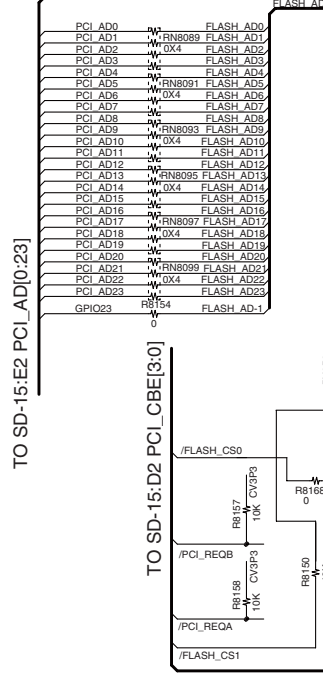 FLASH_AD
PCI_AD0 FLASH_AD0
PCI_AD1 RN8089 FLASH_AD1
PCI_AD2 0X4 FLASH_AD2
PCI_AD3 FLASH_AD3
PCI_AD4 FLASH_AD4
PCI_AD5 RN8091 FLASH_AD5
PCI_AD6 0X4 FLASH_AD6
PCI_AD7 FLASH_AD7
PCI_AD8 FLASH_AD8
PCI_AD9 RN8093 FLASH_AD9
PCI_AD10 0X4 FLASH_AD10
PCI_AD11 FLASH_AD11
PCI_AD12 FLASH_AD12
PCI_AD13 RN8095 FLASH_AD13
PCI_AD14 0X4 FLASH_AD14
PCI_AD15 FLASH_AD15
PCI_AD16 FLASH_AD16
PCI_AD17 RN8097 FLASH_AD17
PCI_AD18 0X4 FLASH_AD18
PCI_AD19 FLASH_AD19
PCI_AD20 FLASH_AD20
PCI_AD21 RN8099 FLASH_AD21
PCI_AD22 0X4 FLASH_AD22
PCI_AD23 FLASH_AD23
GPIO23 R8154 FLASH_AD-1
0
TO SD-15:E2 PCI_AD[0:23]
TO SD-15:D2 PCI_CBE[3:0]
/FLASH_CS0
R8168
0
R8157 10K CV3P3
/PCI_REQB
R8158 10K CV3P3
R8150
/PCI_REQA
/FLASH_CS1